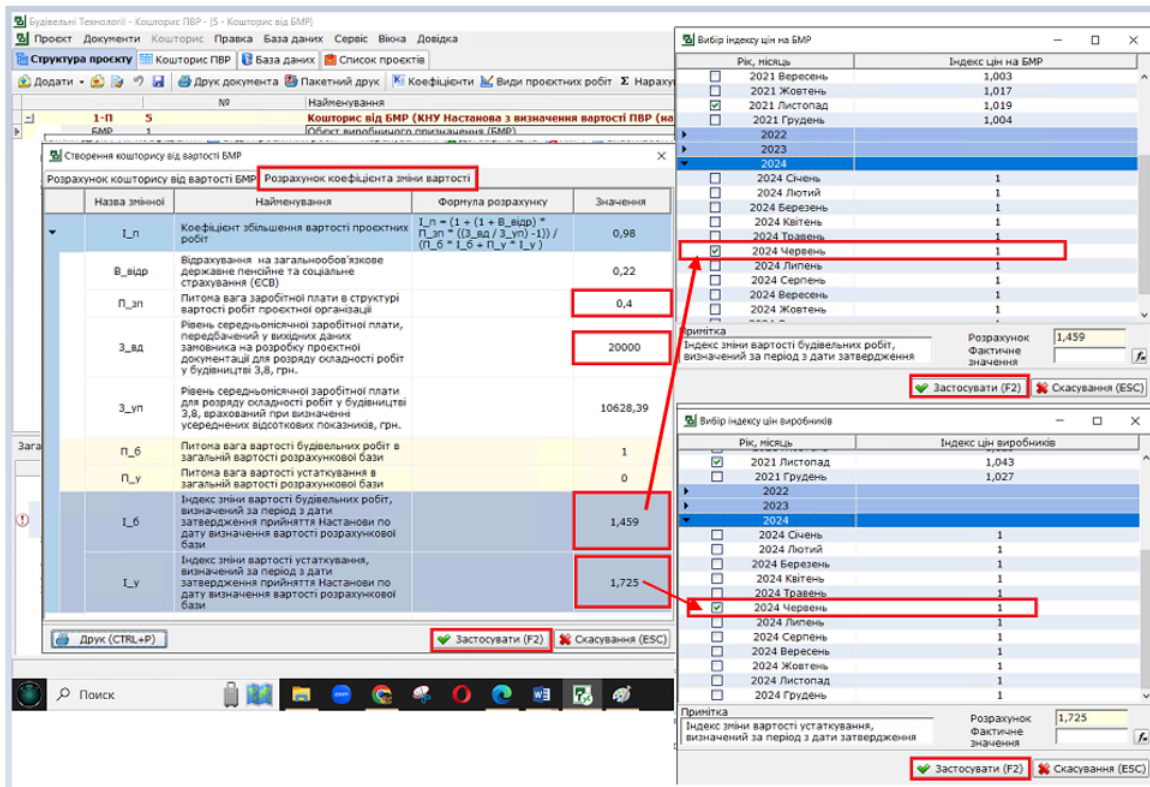 Будівельні Технології - Кошторис ПВР - [S - Кошторис від БМР]
Проєкт Документи Кошторис Правка База даних Сервіс Вікна Довідка
Структура проєкту Кошторис ПВР База даних Список проєктів
Додати Друк документа Пакетний друк Коефіцієнти Види проєктних робіт Σ Нараху
№ Найменування
1-П 5 Кошторис від БМР (КНУ Настанова з визначення вартості ПВР (на
БМР 1 Об'єкт виробничого призначення (БМР)
Створення кошторису від вартості БМР
Розрахунок кошторису від вартості БМР Розрахунок коефіцієнта зміни вартості
Назва змінної Найменування Формула розрахунку Значення
I_п Коефіцієнт збільшення вартості проєктних робіт I_п = (1 + (1 + В_відр) * П_зп * ((З_вд / З_уп) -1)) / (П_б * I_б + П_у * I_у ) 0,98
В_відр Відрахування на загальнообов'язкове державне пенсійне та соціальне страхування (ЄСВ) 0,22
П_зп Питома вага заробітної плати в структурі вартості робіт проєктної організації 0,4
З_вд Рівень середньомісячної заробітної плати, передбачений у вихідних даних замовника на розробку проєктної документації для розряду складності робіт у будівництві 3,8, грн. 20000
З_уп Рівень середньомісячної заробітної плати для розряду складності робіт у будівництві 3,8, врахований при визначенні усереднених відсоткових показників, грн. 10628,39
П_б Питома вага вартості будівельних робіт в загальній вартості розрахункової бази 1
П_у Питома вага вартості устаткування в загальній вартості розрахункової бази 0
I_б Індекс зміни вартості будівельних робіт, визначений за період з дати затвердження прийняття Настанови по дату визначення вартості розрахункової бази 1,459
I_у Індекс зміни вартості устаткування, визначений за період з дати затвердження прийняття Настанови по дату визначення вартості розрахункової бази 1,725
Друк (CTRL+P) Застосувати (F2) Скасування (ESC)
Зага
Поиск
Вибір індексу цін на БМР
Рік, місяць Індекс цін на БМР
2021 Вересень 1,003
2021 Жовтень 1,017
2021 Листопад 1,019
2021 Грудень 1,004
2022
2023
2024
2024 Січень 1
2024 Лютий 1
2024 Березень 1
2024 Квітень 1
2024 Травень 1
2024 Червень 1
2024 Липень 1
2024 Серпень 1
2024 Вересень 1
2024 Жовтень 1
Примітка
Індекс зміни вартості будівельних робіт,
визначений за період з дати затвердження
Розрахунок 1,459
Фактичне
значення
Застосувати (F2) Скасування (ESC)
Вибір індексу цін виробників
Рік, місяць Індекс цін виробників
2021 Листопад 1,043
2021 Грудень 1,027
2022
2023
2024
2024 Січень 1
2024 Лютий 1
2024 Березень 1
2024 Квітень 1
2024 Травень 1
2024 Червень 1
2024 Липень 1
2024 Серпень 1
2024 Вересень 1
2024 Жовтень 1
2024 Листопад 1
2024 Грудень 1
Примітка
Індекс зміни вартості устаткування,
визначений за період з дати затвердження
Розрахунок 1,725
Фактичне
значення
Застосувати (F2) Скасування (ESC)